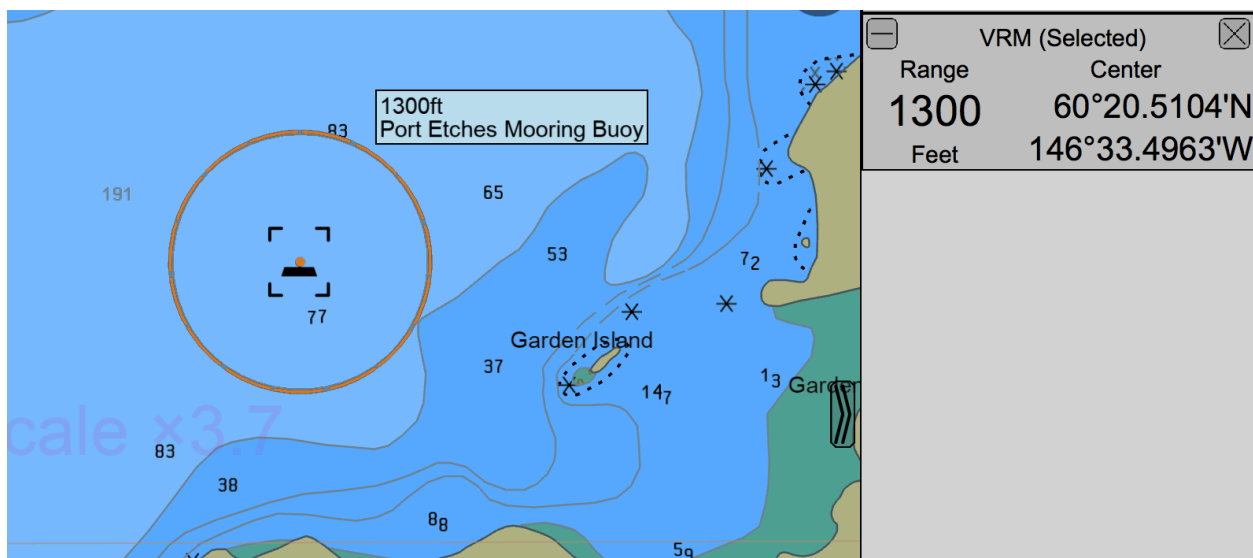 1300ft
Port Etches Mooring Buoy
83
191
65
53
7₂
77
Garden Island
37
14₇
1₃
Garden
cale ×3.7
83
38
8₈
5₉
VRM (Selected)
Range
Center
1300
60°20.5104'N
Feet
146°33.4963'W